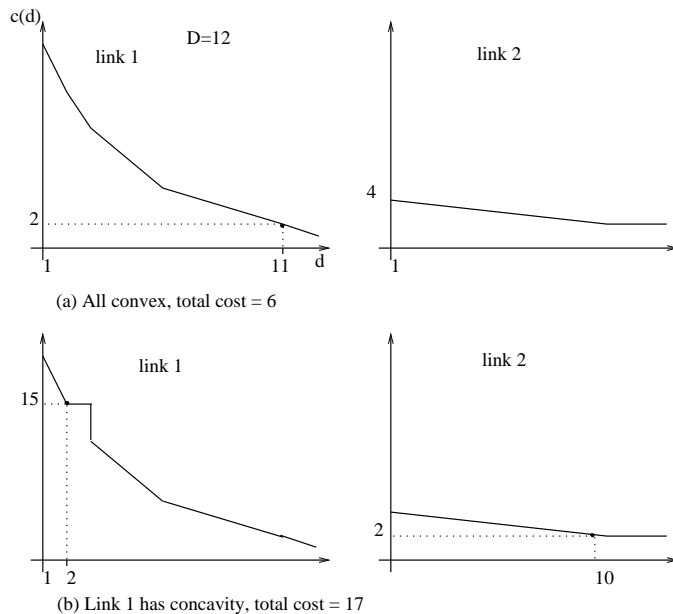 c(d)
D=12
link 1
link 2
2
4
1
11
d
1
(a) All convex, total cost = 6
link 1
link 2
15
2
1
2
10
(b) Link 1 has concavity, total cost = 17